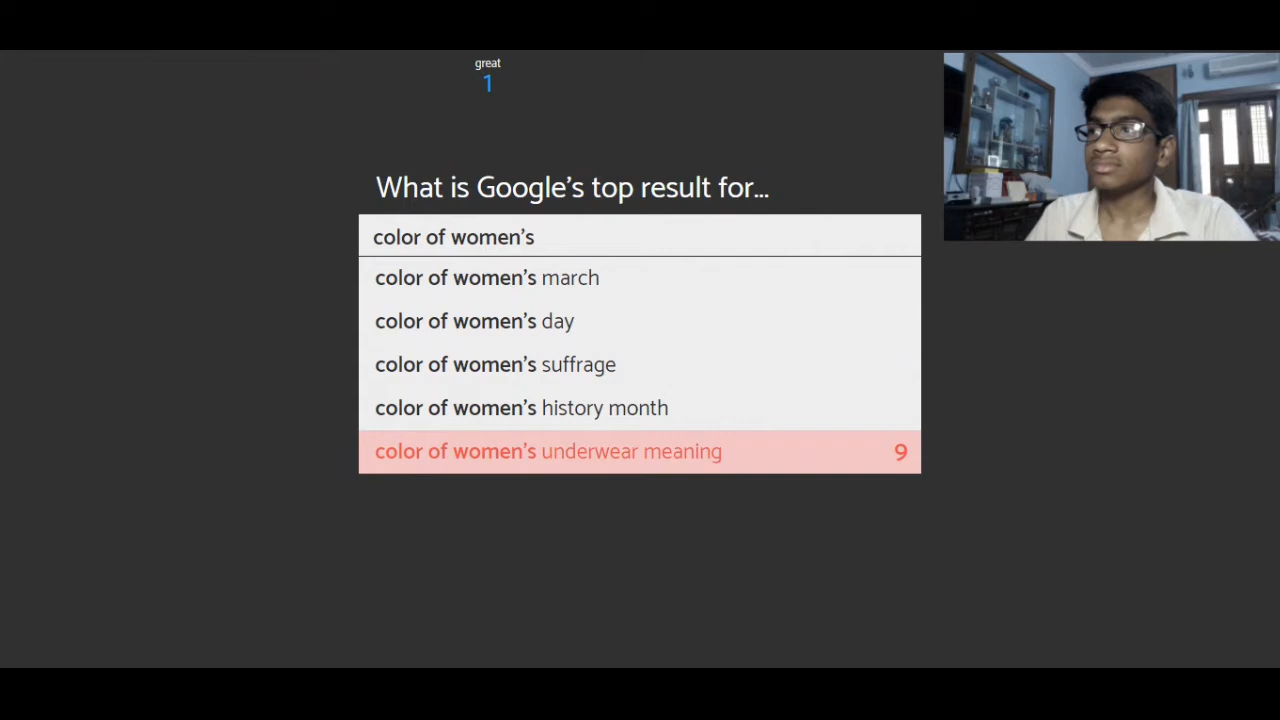 great
1
What is Google's top result for...
color of women's
color of women's march
color of women's day
color of women's suffrage
color of women's history month
color of women's underwear meaning 9